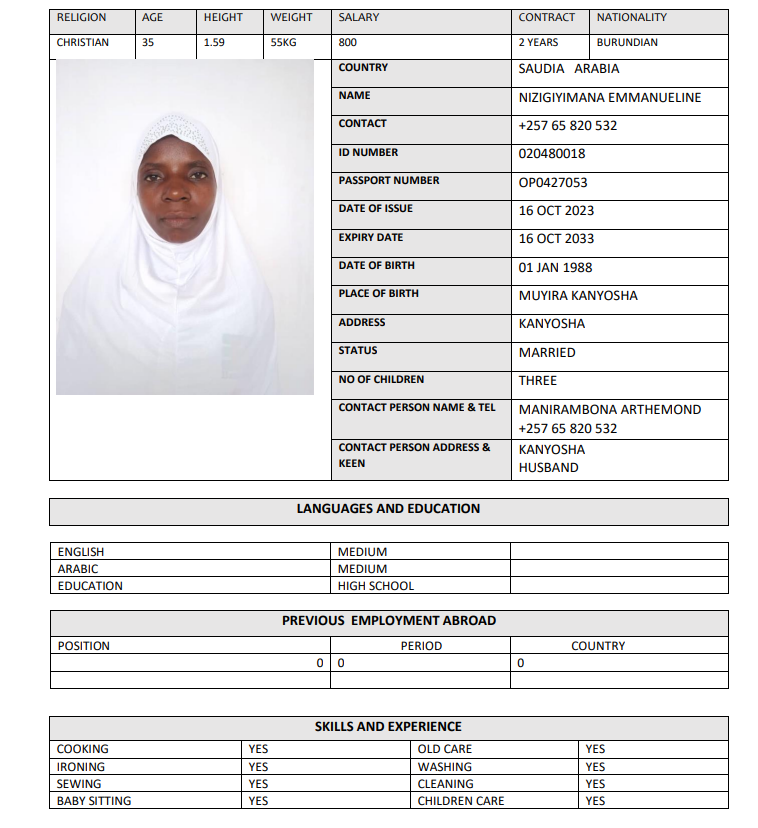 RELIGION AGE HEIGHT WEIGHT SALARY CONTRACT NATIONALITY
CHRISTIAN 35 1.59 55KG 800 2 YEARS BURUNDIAN
COUNTRY SAUDIA ARABIA
NAME NIZIGIYIMANA EMMANUELINE
CONTACT +257 65 820 532
ID NUMBER 020480018
PASSPORT NUMBER OP0427053
DATE OF ISSUE 16 OCT 2023
EXPIRY DATE 16 OCT 2033
DATE OF BIRTH 01 JAN 1988
PLACE OF BIRTH MUYIRA KANYOSHA
ADDRESS KANYOSHA
STATUS MARRIED
NO OF CHILDREN THREE
CONTACT PERSON NAME & TEL MANIRAMBONA ARTHEMOND
+257 65 820 532
CONTACT PERSON ADDRESS & KANYOSHA
KEEN HUSBAND
LANGUAGES AND EDUCATION
ENGLISH MEDIUM
ARABIC MEDIUM
EDUCATION HIGH SCHOOL
PREVIOUS EMPLOYMENT ABROAD
POSITION PERIOD COUNTRY
0 0 0
SKILLS AND EXPERIENCE
COOKING YES OLD CARE YES
IRONING YES WASHING YES
SEWING YES CLEANING YES
BABY SITTING YES CHILDREN CARE YES